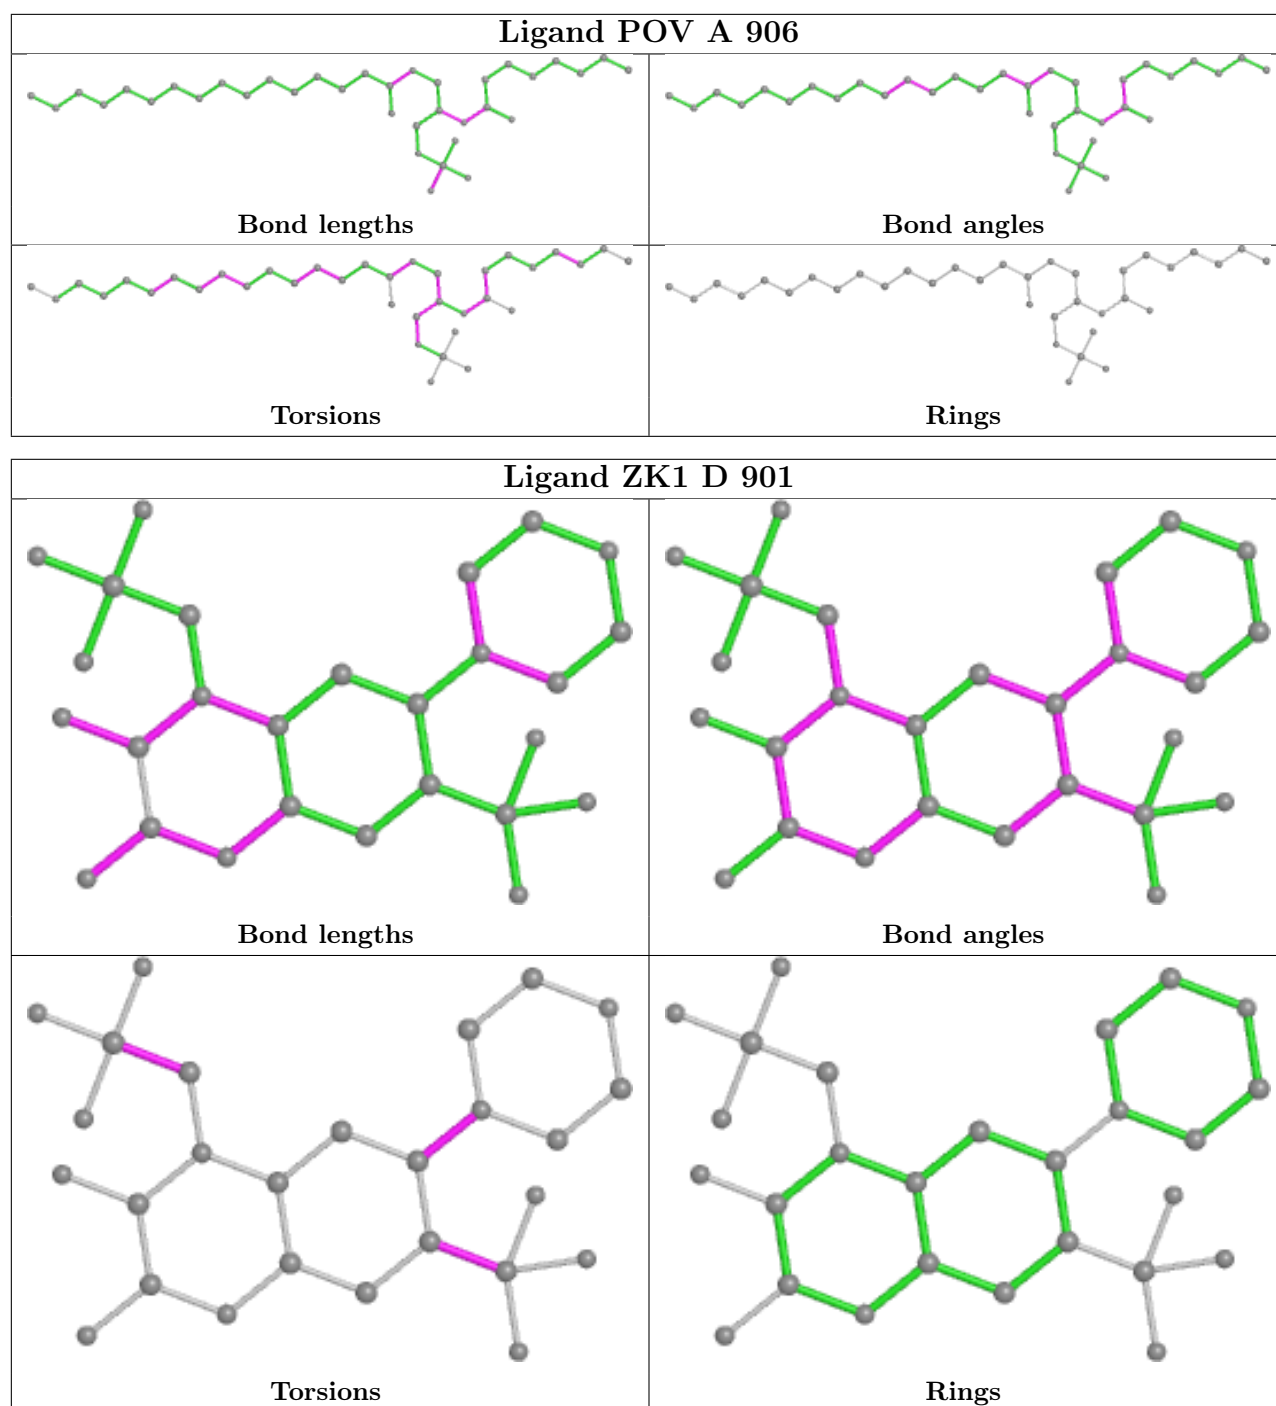 Ligand POV A 906
Bond lengths
Bond angles
Torsions
Rings
Ligand ZK1 D 901
Bond lengths
Bond angles
Torsions
Rings